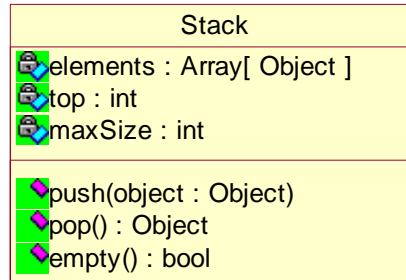 Stack
elements : Array[ Object ]
top : int
maxSize : int
push(object : Object)
pop() : Object
empty() : bool